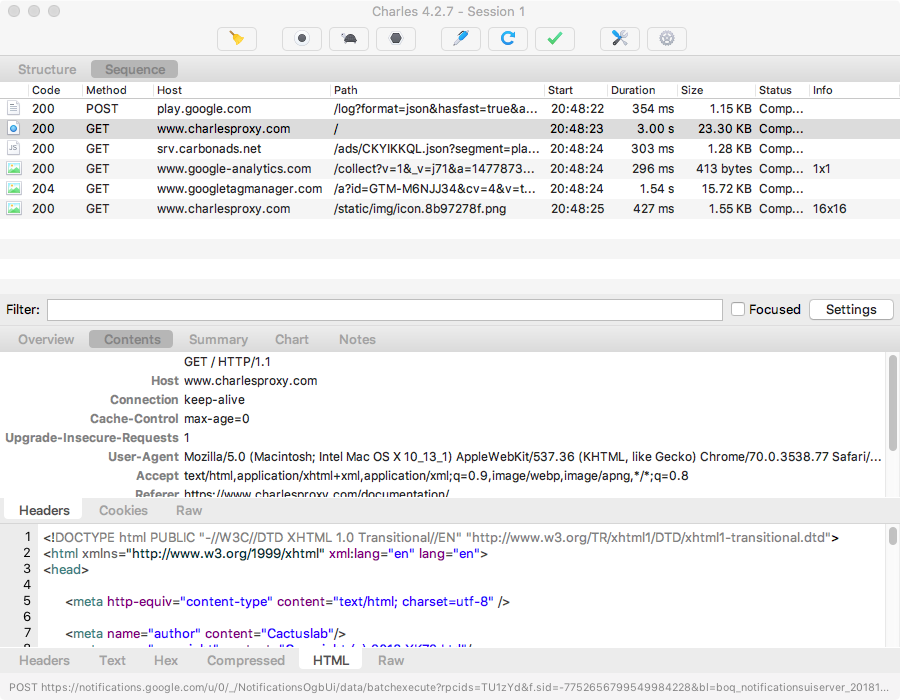 Charles 4.2.7 - Session 1
Structure Sequence
Code Method Host Path Start Duration Size Status Info
200 POST play.google.com /log?format=json&hasfast=true&a... 20:48:22 354 ms 1.15 KB Comp...
200 GET www.charlesproxy.com / 20:48:23 3.00 s 23.30 KB Comp...
JS 200 GET srv.carbonads.net /ads/CKYIKKQL.json?segment=pla... 20:48:24 303 ms 1.28 KB Comp...
200 GET www.google-analytics.com /collect?v=1&_v=j71&a=1477873... 20:48:24 296 ms 413 bytes Comp... 1x1
204 GET www.googletagmanager.com /a?id=GTM-M6NJJ34&cv=4&v=t... 20:48:24 1.54 s 15.72 KB Comp...
200 GET www.charlesproxy.com /static/img/icon.8b97278f.png 20:48:25 427 ms 1.55 KB Comp... 16x16
Filter: Focused Settings
Overview Contents Summary Chart Notes
GET / HTTP/1.1
Host www.charlesproxy.com
Connection keep-alive
Cache-Control max-age=0
Upgrade-Insecure-Requests 1
User-Agent Mozilla/5.0 (Macintosh; Intel Mac OS X 10_13_1) AppleWebKit/537.36 (KHTML, like Gecko) Chrome/70.0.3538.77 Safari/...
Accept text/html,application/xhtml+xml,application/xml;q=0.9,image/webp,image/apng,*/*;q=0.8
Referer https://www.charlesproxy.com/documentation/
Headers Cookies Raw
1 <!DOCTYPE html PUBLIC "-//W3C//DTD XHTML 1.0 Transitional//EN" "http://www.w3.org/TR/xhtml1/DTD/xhtml1-transitional.dtd">
2 <html xmlns="http://www.w3.org/1999/xhtml" xml:lang="en" lang="en">
3 <head>
4
5 <meta http-equiv="content-type" content="text/html; charset=utf-8" />
6
7 <meta name="author" content="Cactuslab"/>
Headers Text Hex Compressed HTML Raw
POST https://notifications.google.com/u/0/_/NotificationsOgbUi/data/batchexecute?rpcids=TU1zYd&f.sid=-7752656799549984228&bl=boq_notificationsuiserver_20181...